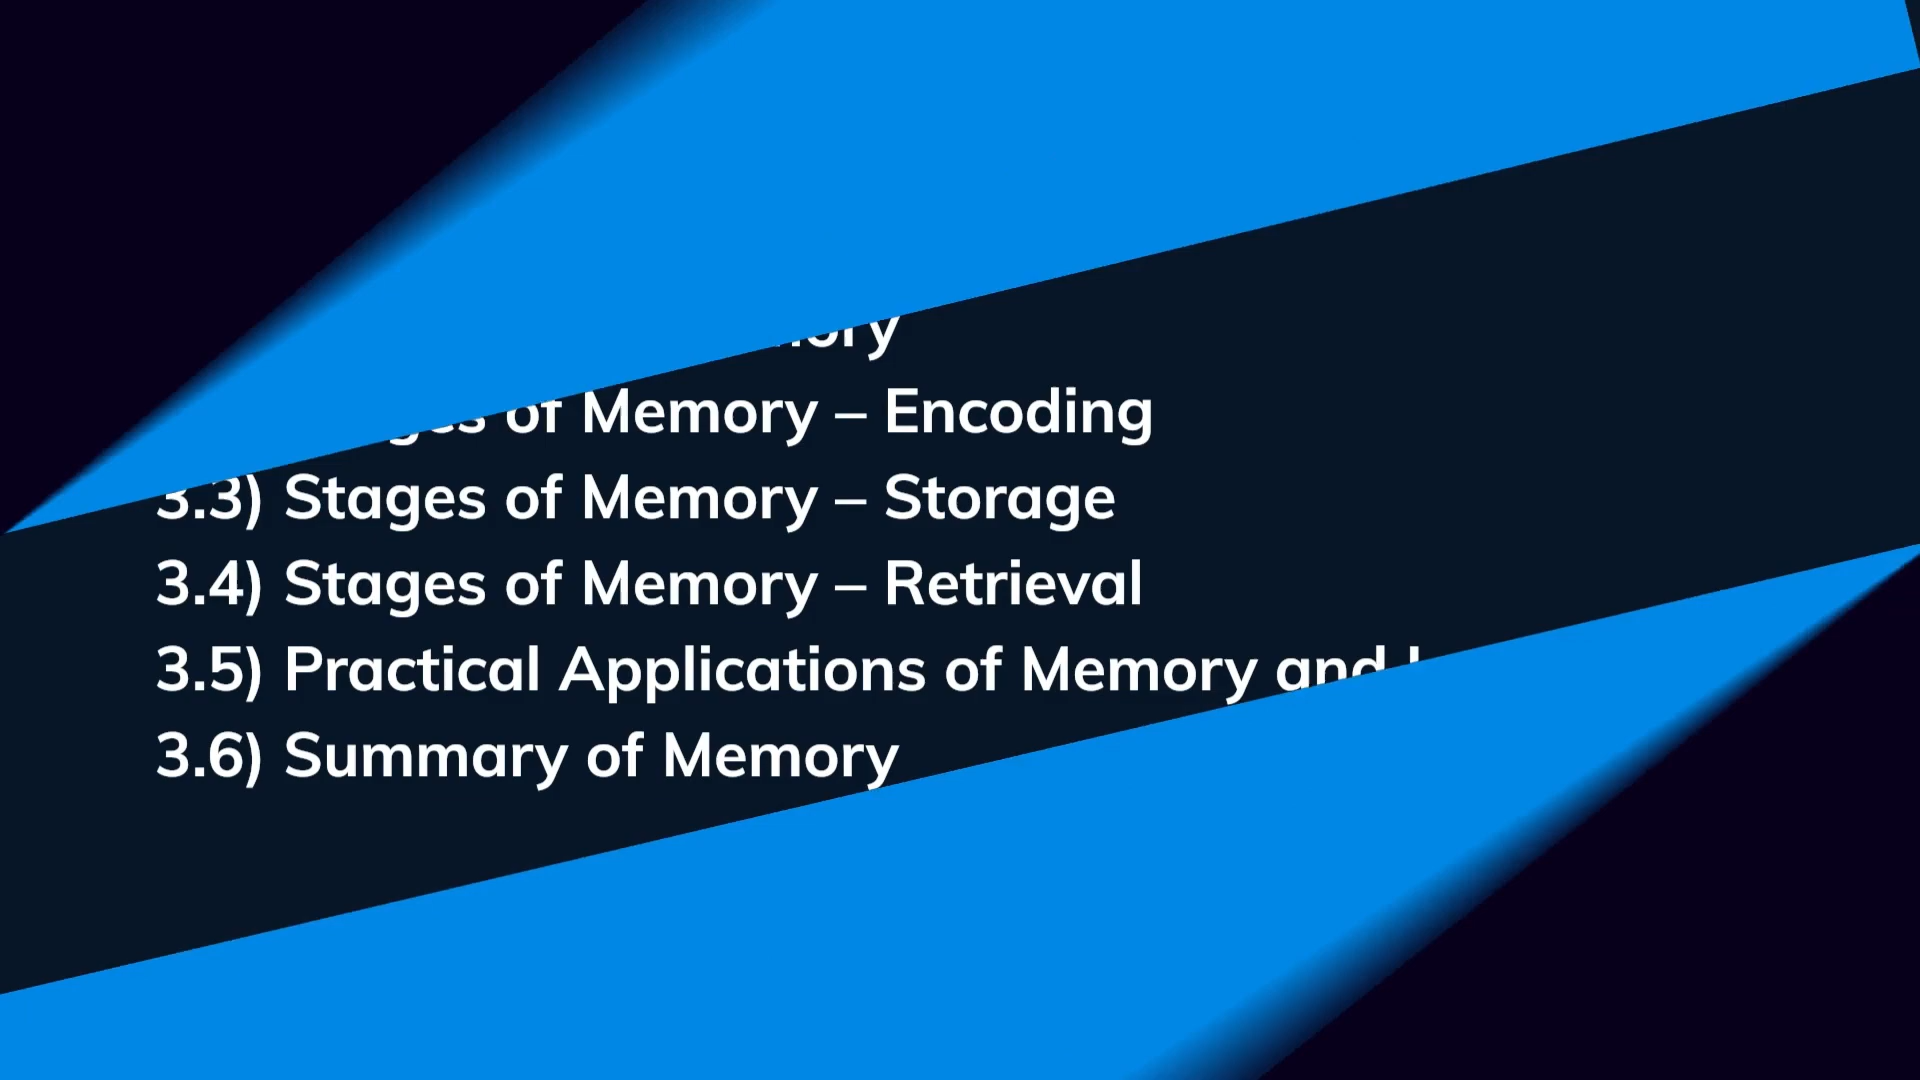 of Memory – Encoding
3.3) Stages of Memory – Storage
3.4) Stages of Memory – Retrieval
3.5) Practical Applications of Memory and
3.6) Summary of Memory